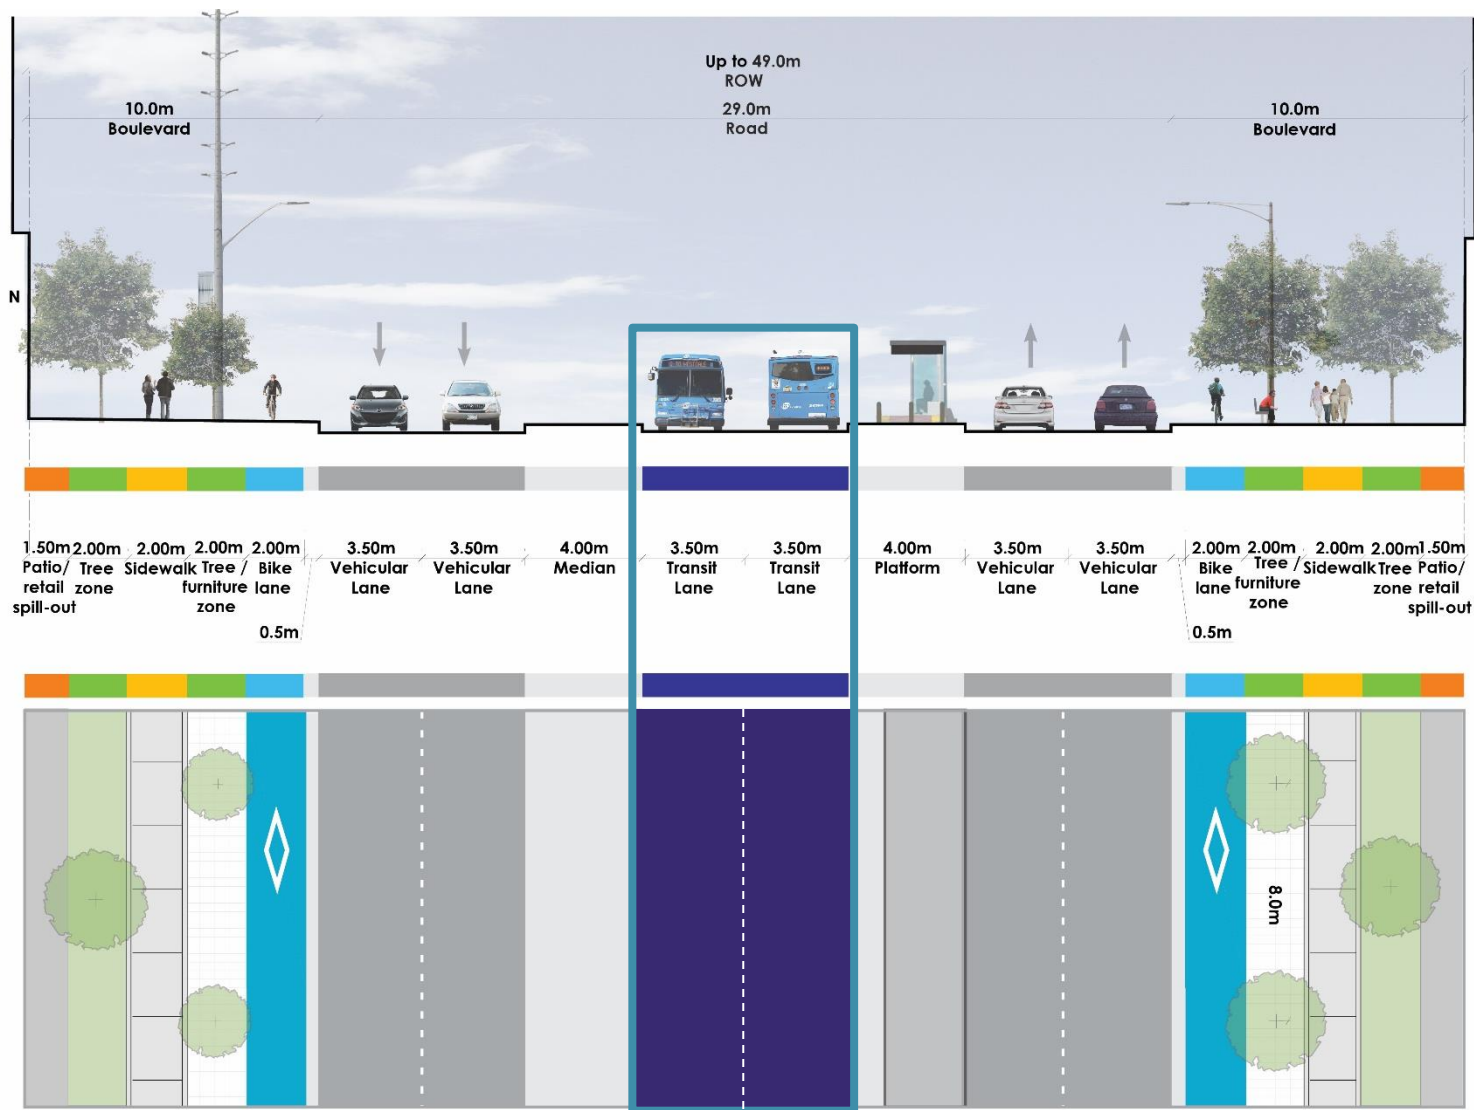 Up to 49.0m
ROW
10.0m
Boulevard
29.0m
Road
10.0m
Boulevard
N
1.50m
Patio/
retail
spill-out
2.00m
Tree
zone
2.00m
Sidewalk
2.00m
Tree /
furniture
zone
2.00m
Bike
lane
0.5m
3.50m
Vehicular
Lane
3.50m
Vehicular
Lane
4.00m
Median
3.50m
Transit
Lane
3.50m
Transit
Lane
4.00m
Platform
3.50m
Vehicular
Lane
3.50m
Vehicular
Lane
2.00m
Bike
lane
0.5m
2.00m
Tree /
furniture
zone
2.00m
Sidewalk
2.00m
Tree
zone
1.50m
Patio/
retail
spill-out
8.0m